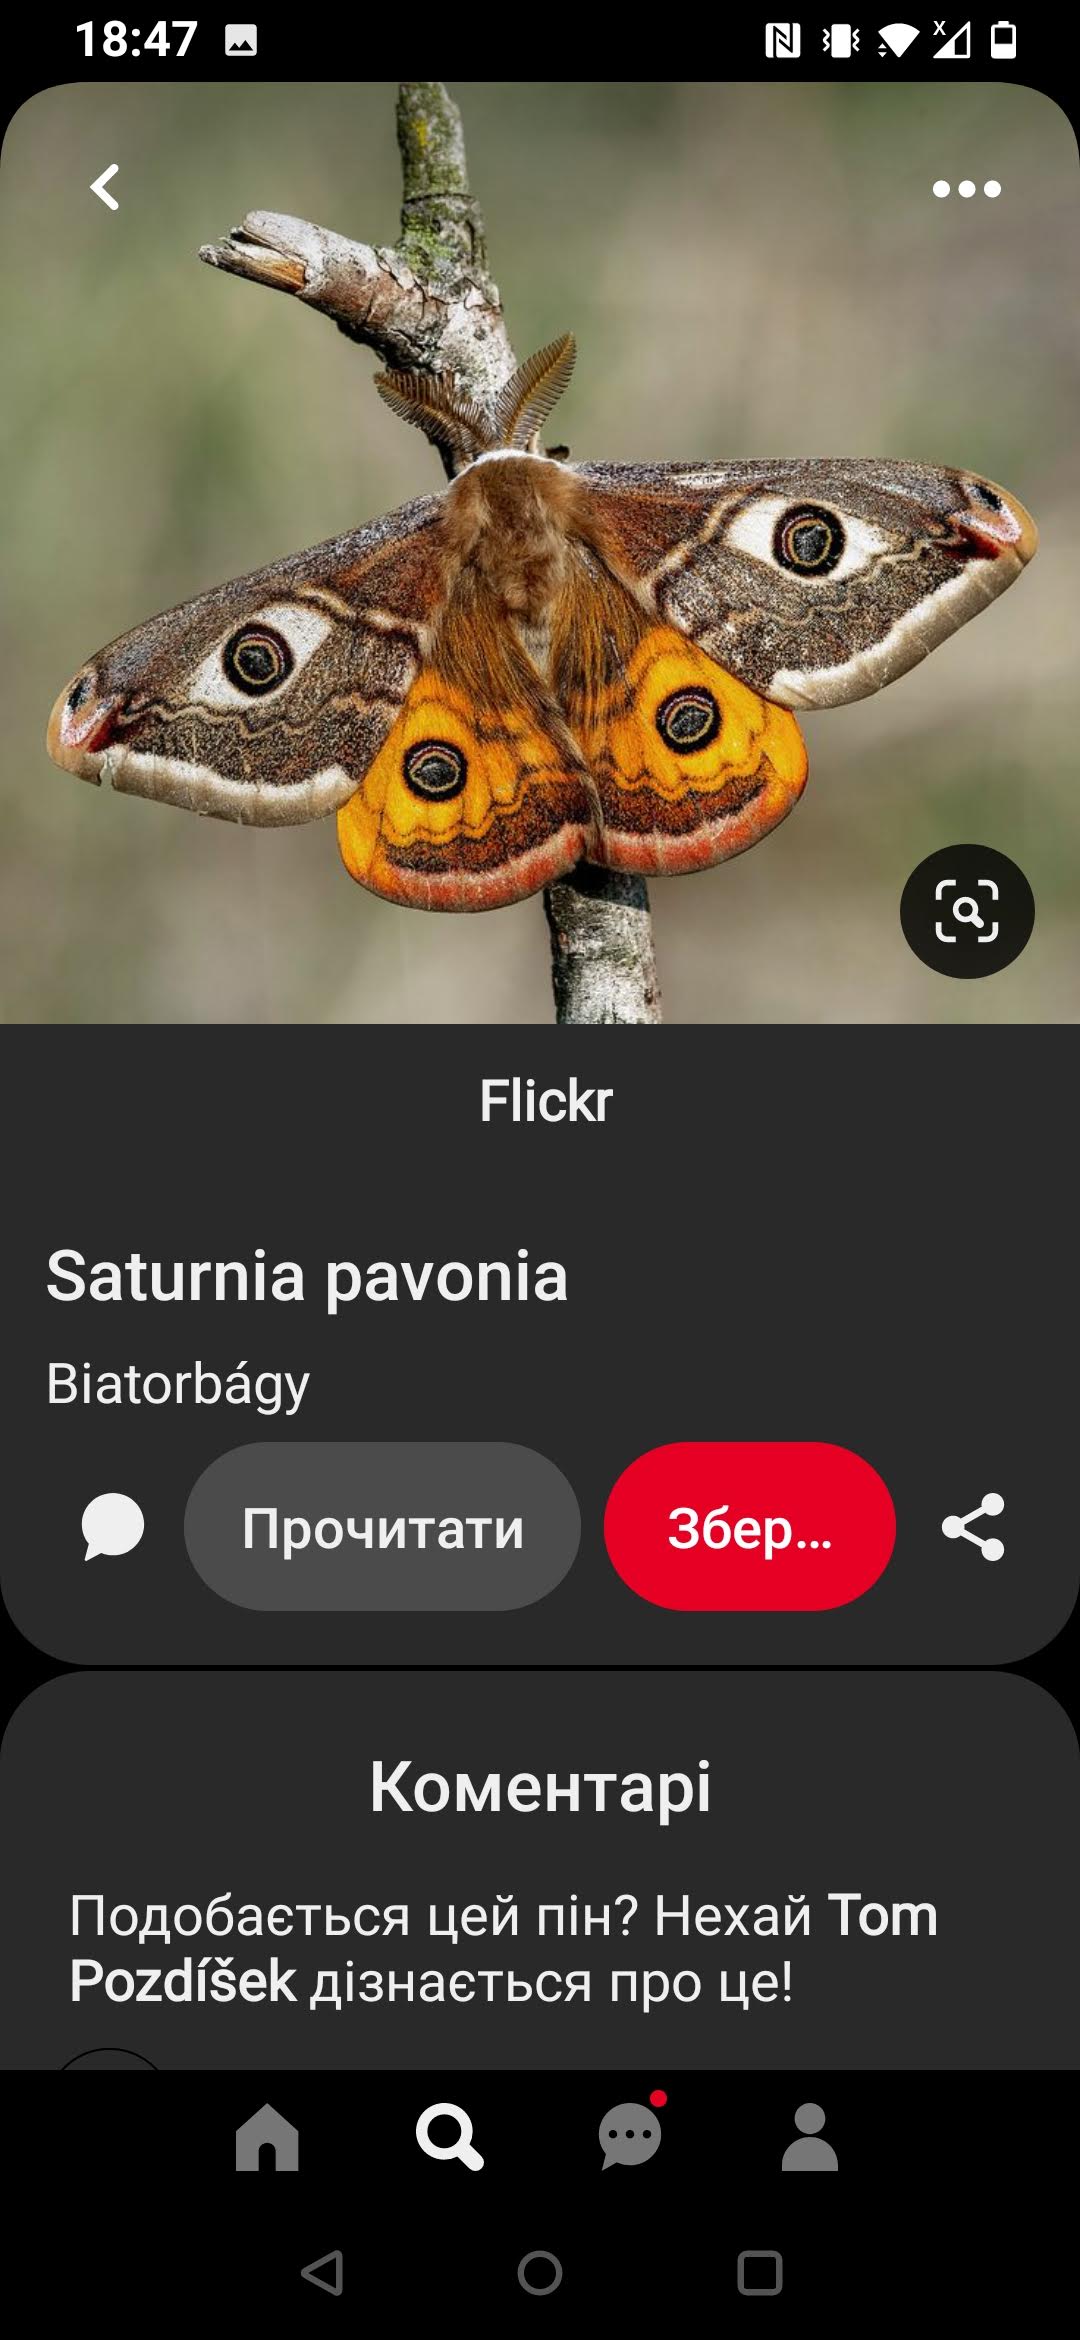 18:47
Flickr
Saturnia pavonia
Biatorbágy
Прочитати
Збер...
Коментарі
Подобається цей пін? Нехай Tom
Pozdíšek дізнається про це!